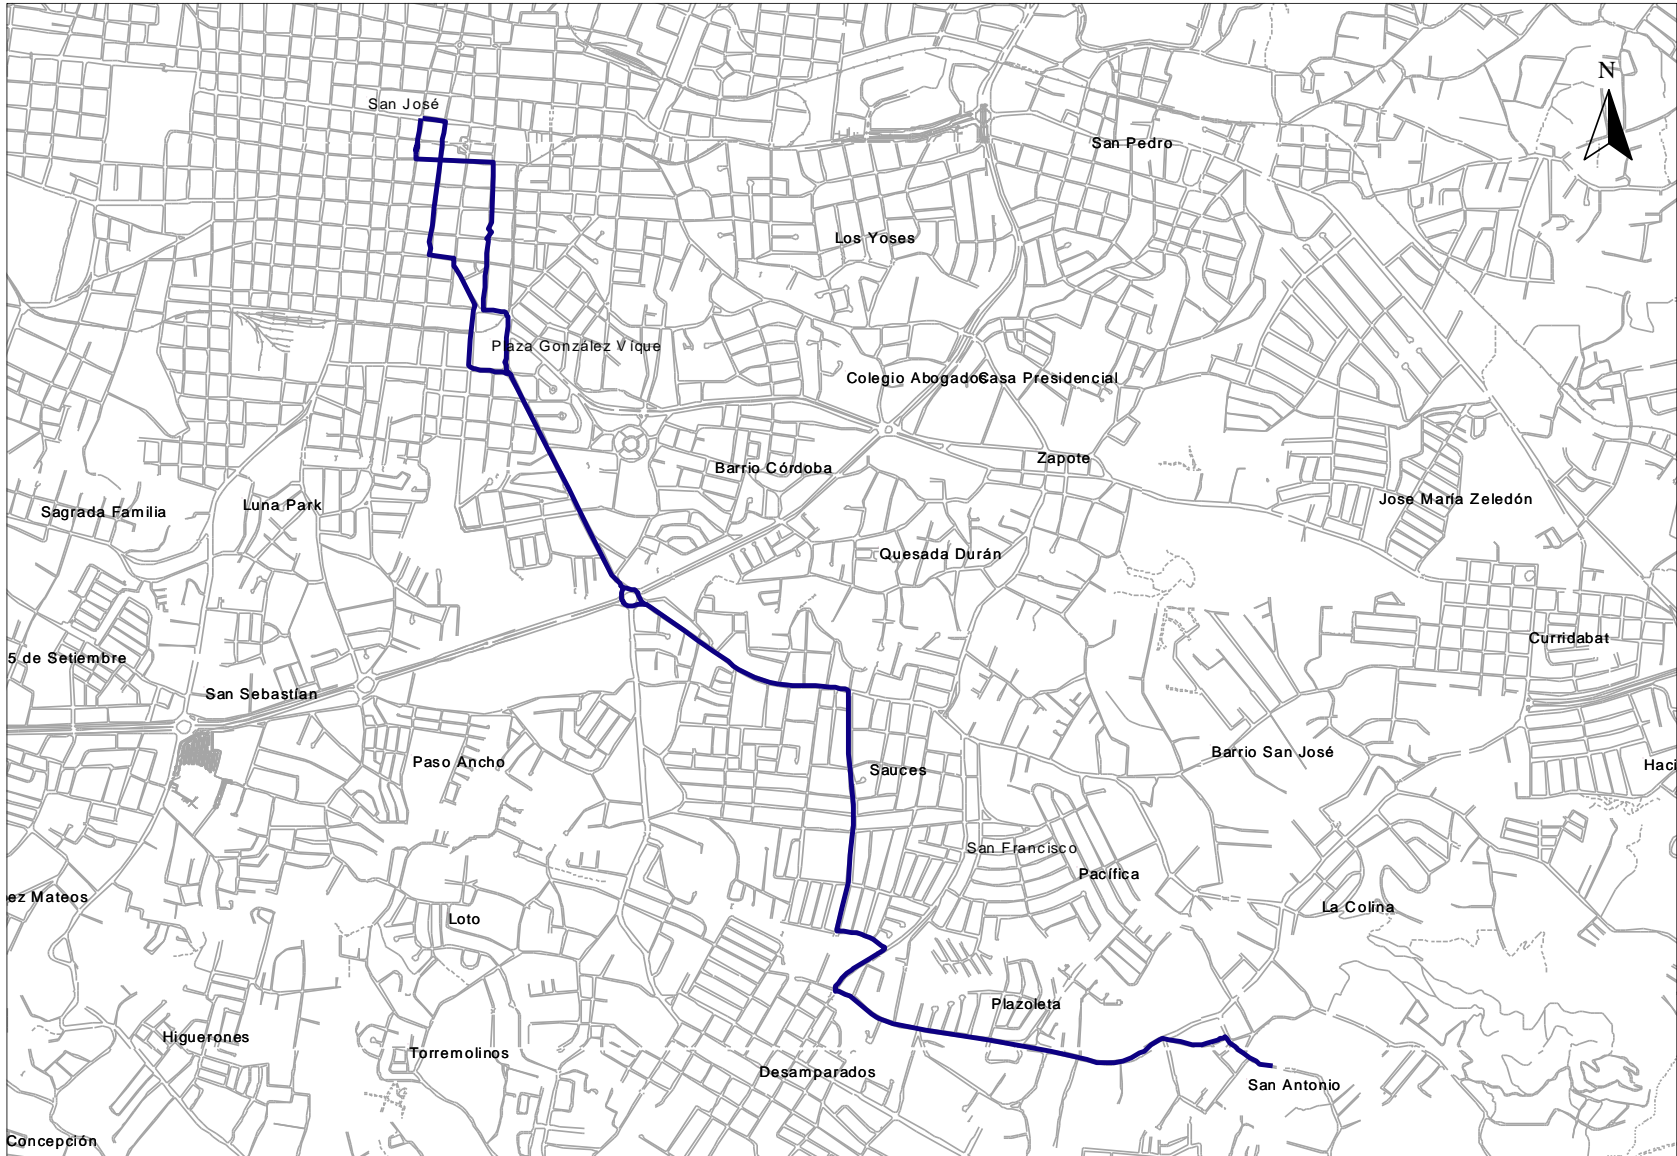 N
San José
San Pedro
Los Yoses
Plaza González Víque
Colegio Abogados
Casa Presidencial
Zapote
Barrio Córdoba
Jose María Zeledón
Luna Park
Sagrada Familia
Quesada Durán
Curridabat
5 de Setiembre
San Sebastían
Barrio San José
Paso Ancho
Sauces
Haci
San Francisco
Pacífica
ez Mateos
La Colina
Loto
Plazoleta
Higuerones
Torremolinos
Desamparados
San Antonio
Concepción